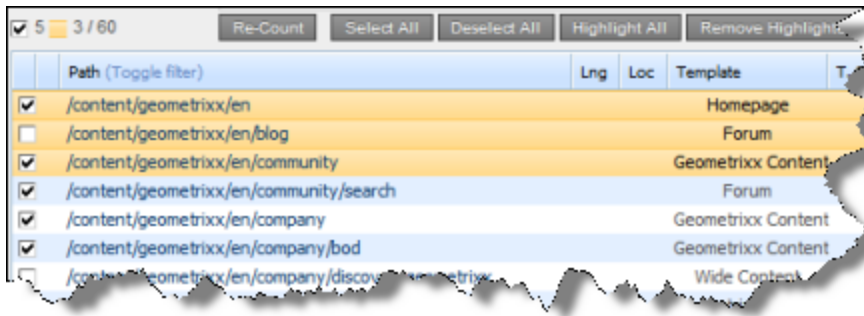 5 3 / 60 Re-Count Select All Deselect All Highlight All Remove Highlight
Path (Toggle filter) Lng Loc Template
/content/geometrixx/en Homepage
/content/geometrixx/en/blog Forum
/content/geometrixx/en/community Geometrixx Content
/content/geometrixx/en/community/search Forum
/content/geometrixx/en/company Geometrixx Content
/content/geometrixx/en/company/bod Geometrixx Content
Wide Content